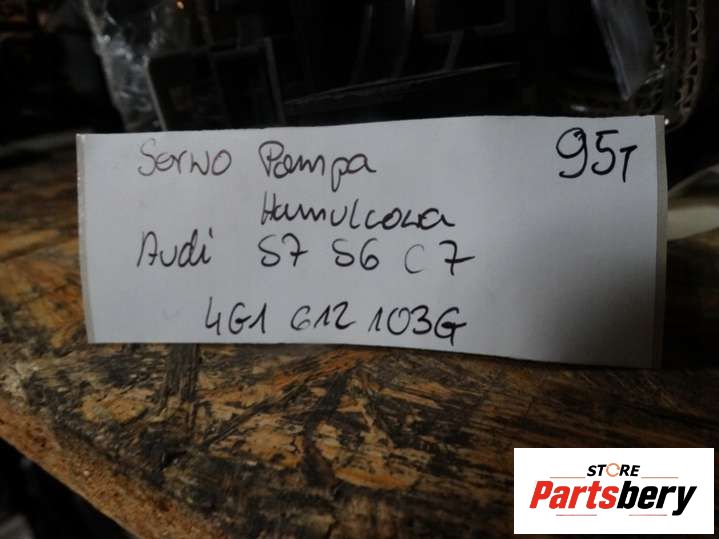 Serwo Pompa 95T
Hamulcowa
Audi S7 S6 C7
4G1 612 103G
STORE
Partsbery